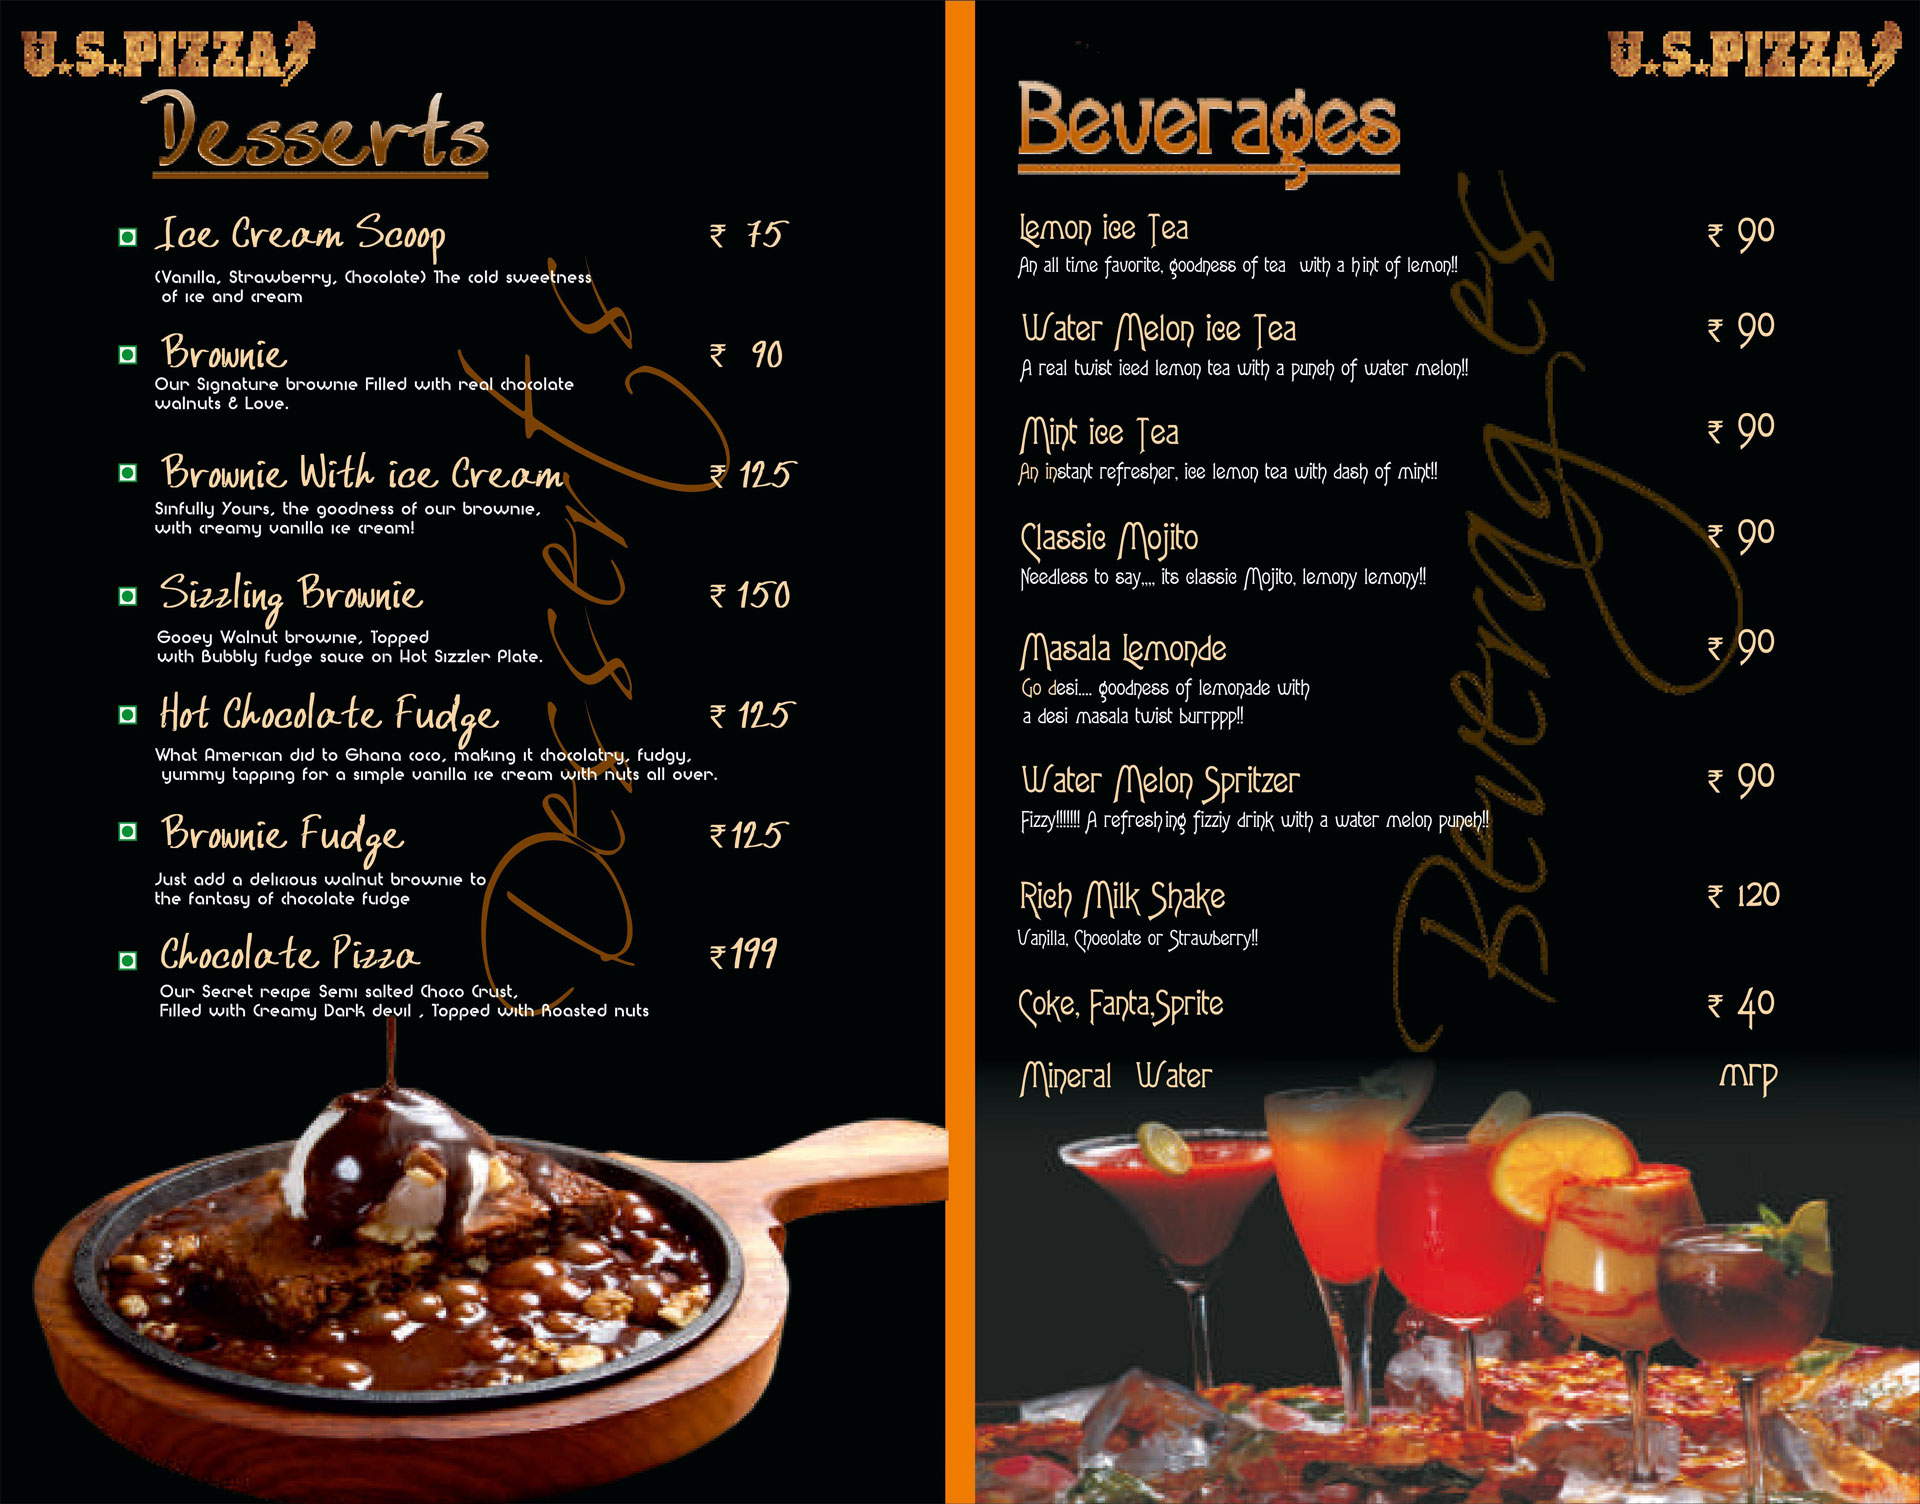 U.S.PIZZA
Desserts
Ice Cream Scoop ₹ 75
(Vanilla, Strawberry, Chocolate) The cold sweetness
of ice and cream
Brownie ₹ 90
Our Signature brownie Filled with real chocolate
walnuts & Love.
Brownie With ice Cream ₹ 125
Sinfully Yours, the goodness of our brownie,
with creamy vanilla ice cream!
Sizzling Brownie ₹ 150
Gooey Walnut brownie, Topped
with Bubbly fudge sauce on Hot Sizzler Plate.
Hot Chocolate Fudge ₹ 125
What American did to Ghana coco, making it chocolatry, fudgy,
yummy tapping for a simple vanilla ice cream with nuts all over.
Brownie Fudge ₹125
Just add a delicious walnut brownie to
the fantasy of chocolate fudge
Chocolate Pizza ₹199
Our Secret recipe Semi salted Choco Crust,
Filled with Creamy Dark devil , Topped with Roasted nuts
Desserts
U.S.PIZZA
Beverages
Lemon ice Tea ₹ 90
An all time favorite, goodness of tea with a hint of lemon!!
Water Melon ice Tea ₹ 90
A real twist iced lemon tea with a punch of water melon!!
Mint ice Tea ₹ 90
An instant refresher, ice lemon tea with dash of mint!!
Classic Mojito ₹ 90
Needless to say,,,, its classic Mojito, lemony lemony!!
Masala Lemonde ₹ 90
Go desi.... goodness of lemonade with
a desi masala twist burrppp!!
Water Melon Spritzer ₹ 90
Fizzy!!!!!!! A refreshing fizziy drink with a water melon punch!!
Rich Milk Shake ₹ 120
Vanilla, Chocolate or Strawberry!!
Coke, Fanta,Sprite ₹ 40
Mineral Water mrp
Beverages